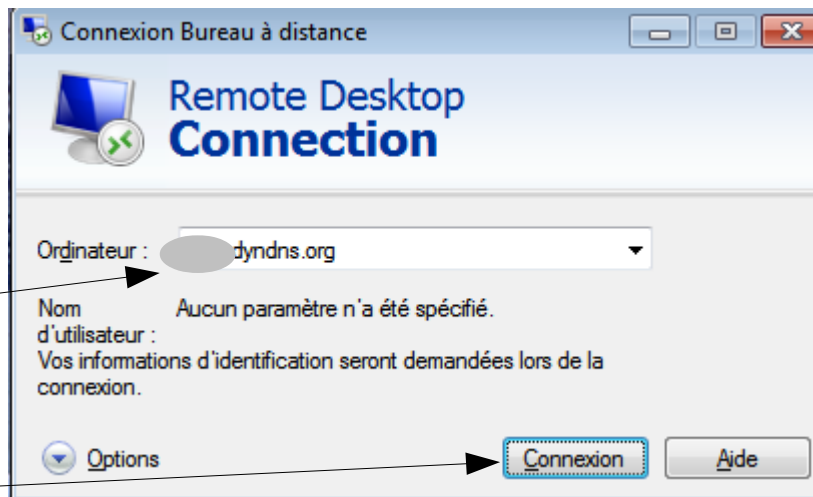 Connexion Bureau à distance
Remote Desktop
Connection
Ordinateur : dyndns.org
Nom Aucun paramètre n'a été spécifié.
d'utilisateur :
Vos informations d'identification seront demandées lors de la
connexion.
Options Connexion Aide